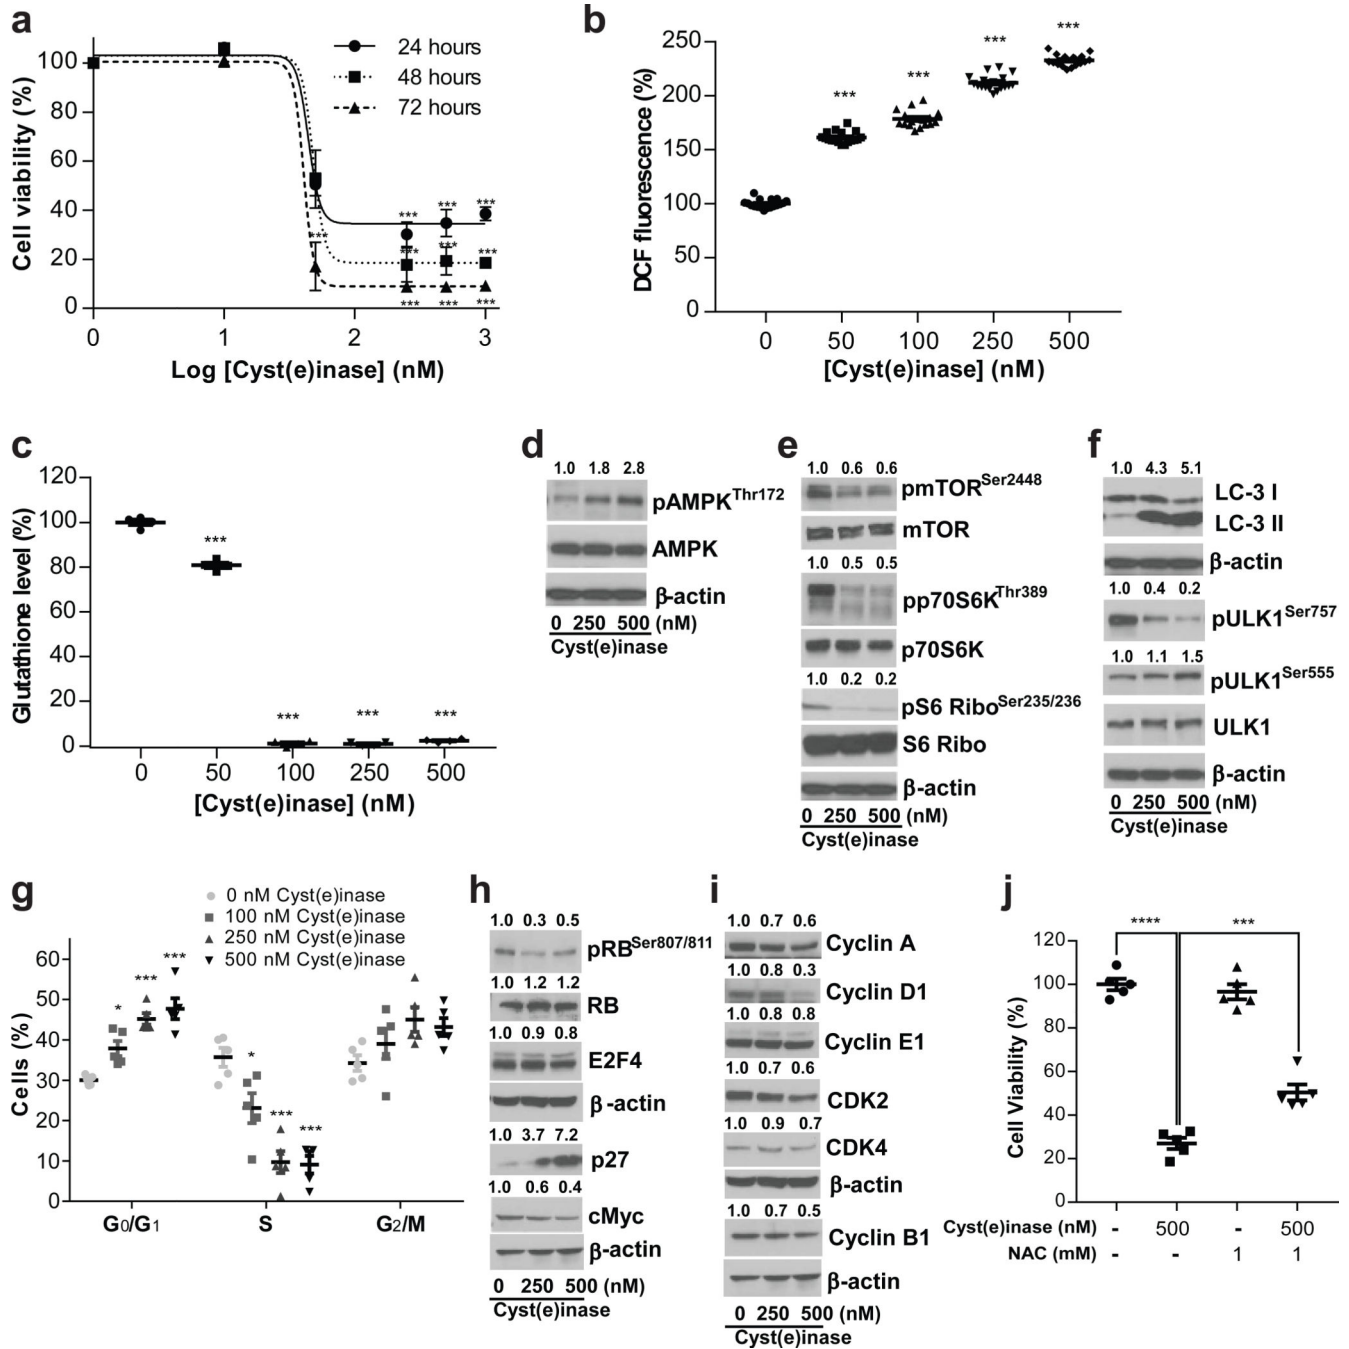 a
Cell viability (%)
100
80
60
40
20
0
24 hours
48 hours
72 hours
***
***
***
***
***
***
***
***
***
***
0
1
2
3
Log [Cyst(e)inase] (nM)
b
DCF fluorescence (%)
250
200
150
100
50
0
***
***
***
***
0
50
100
250
500
[Cyst(e)inase] (nM)
c
Glutathione level (%)
120
100
80
60
40
20
0
***
***
***
***
0
50
100
250
500
[Cyst(e)inase] (nM)
d
1.0 1.8 2.8
pAMPKThr172
AMPK
β-actin
0 250 500 (nM)
Cyst(e)inase
e
1.0 0.6 0.6
pmTORSer2448
mTOR
1.0 0.5 0.5
pp70S6KThr389
p70S6K
1.0 0.2 0.2
pS6 RiboSer235/236
S6 Ribo
β-actin
0 250 500 (nM)
Cyst(e)inase
f
1.0 4.3 5.1
LC-3 I
LC-3 II
β-actin
1.0 0.4 0.2
pULK1Ser757
1.0 1.1 1.5
pULK1Ser555
ULK1
β-actin
0 250 500 (nM)
Cyst(e)inase
g
0 nM Cyst(e)inase
100 nM Cyst(e)inase
250 nM Cyst(e)inase
500 nM Cyst(e)inase
Cells (%)
60
50
40
30
20
10
0
*
***
***
*
***
***
G0/G1
S
G2/M
h
1.0 0.3 0.5
pRBSer807/811
1.0 1.2 1.2
RB
1.0 0.9 0.8
E2F4
β-actin
1.0 3.7 7.2
p27
1.0 0.6 0.4
cMyc
β-actin
0 250 500 (nM)
Cyst(e)inase
i
1.0 0.7 0.6
Cyclin A
1.0 0.8 0.3
Cyclin D1
1.0 0.8 0.8
Cyclin E1
1.0 0.7 0.6
CDK2
1.0 0.9 0.7
CDK4
β-actin
1.0 0.7 0.5
Cyclin B1
β-actin
0 250 500 (nM)
Cyst(e)inase
j
****
***
Cell Viability (%)
120
100
80
60
40
20
0
Cyst(e)inase (nM) - 500 - 500
NAC (mM) - - 1 1